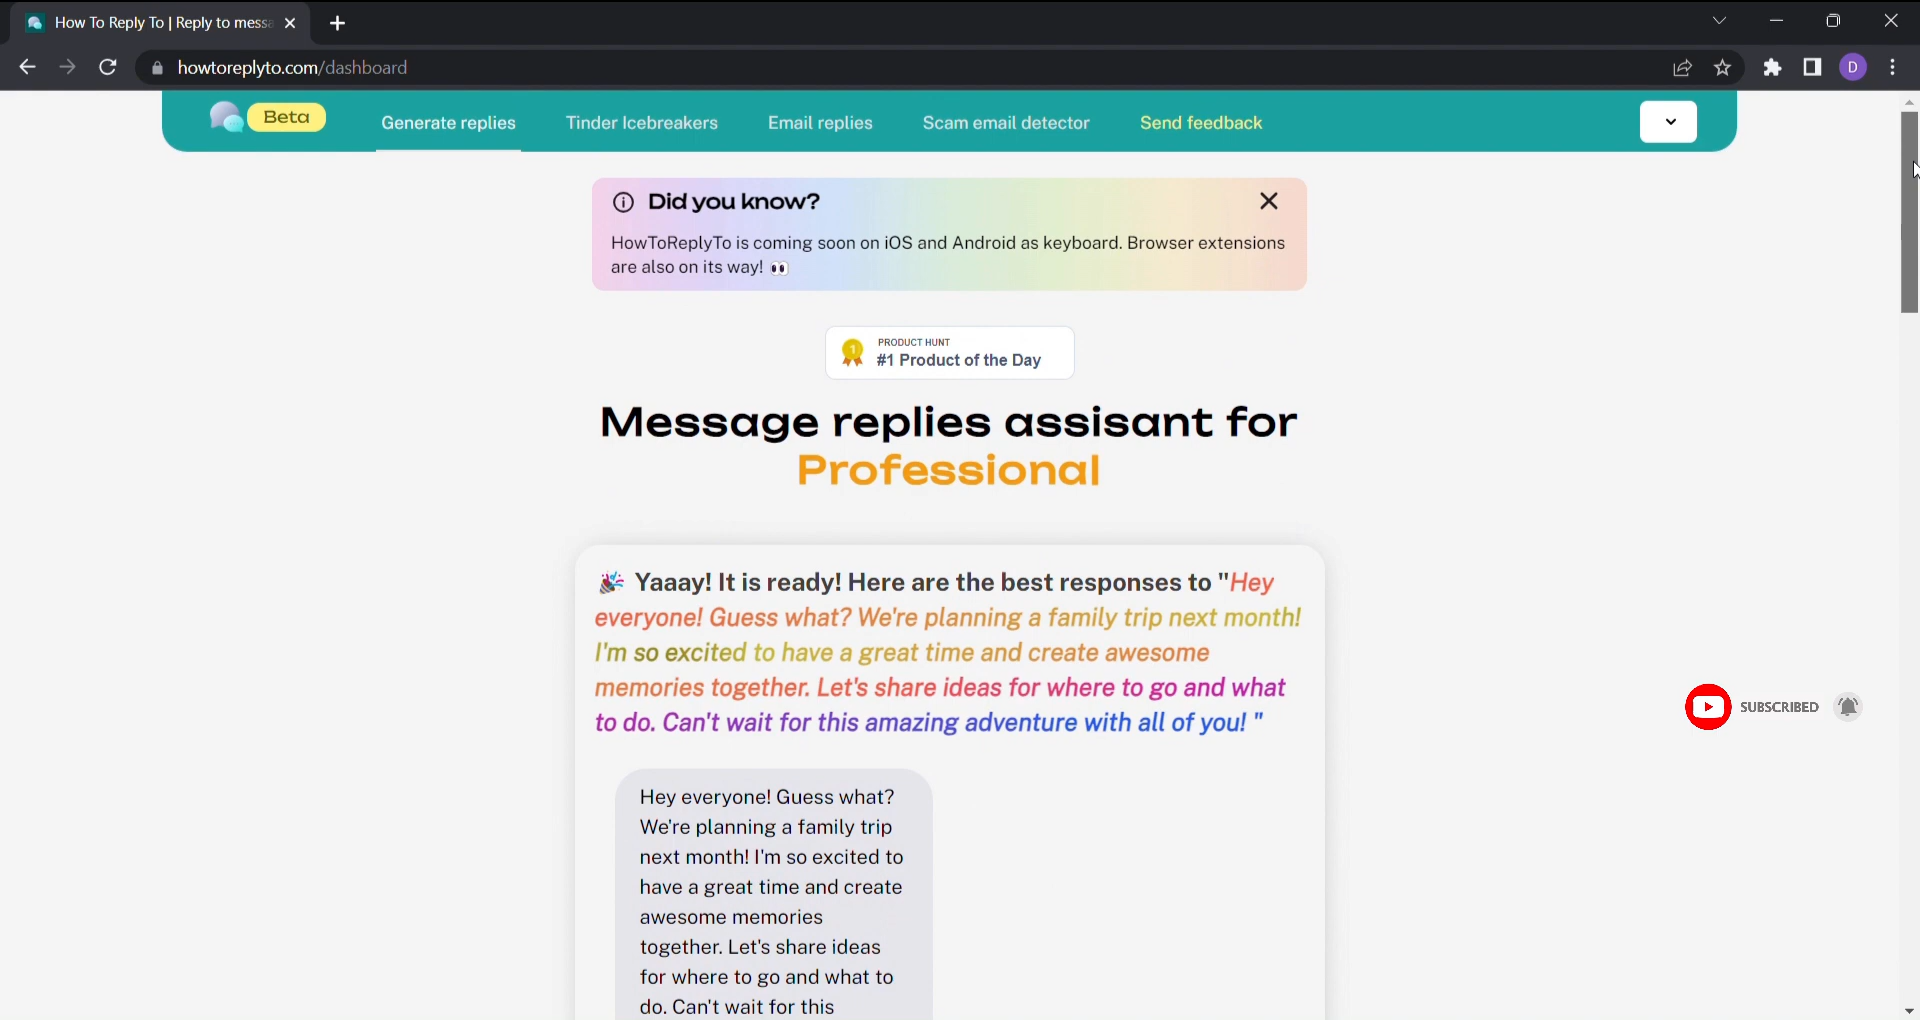 How To Reply To | Reply to messa
howtoreplyto.com/dashboard
D
Beta
Generate replies
Tinder Icebreakers
Email replies
Scam email detector
Send feedback
Did you know?
HowToReplyTo is coming soon on iOS and Android as keyboard. Browser extensions
are also on its way! 👀
1
PRODUCT HUNT
#1 Product of the Day
Message replies assisant for
Professional
🎉 Yaaay! It is ready! Here are the best responses to "Hey
everyone! Guess what? We're planning a family trip next month!
I'm so excited to have a great time and create awesome
memories together. Let's share ideas for where to go and what
to do. Can't wait for this amazing adventure with all of you! "
SUBSCRIBED
Hey everyone! Guess what?
We're planning a family trip
next month! I'm so excited to
have a great time and create
awesome memories
together. Let's share ideas
for where to go and what to
do. Can't wait for this